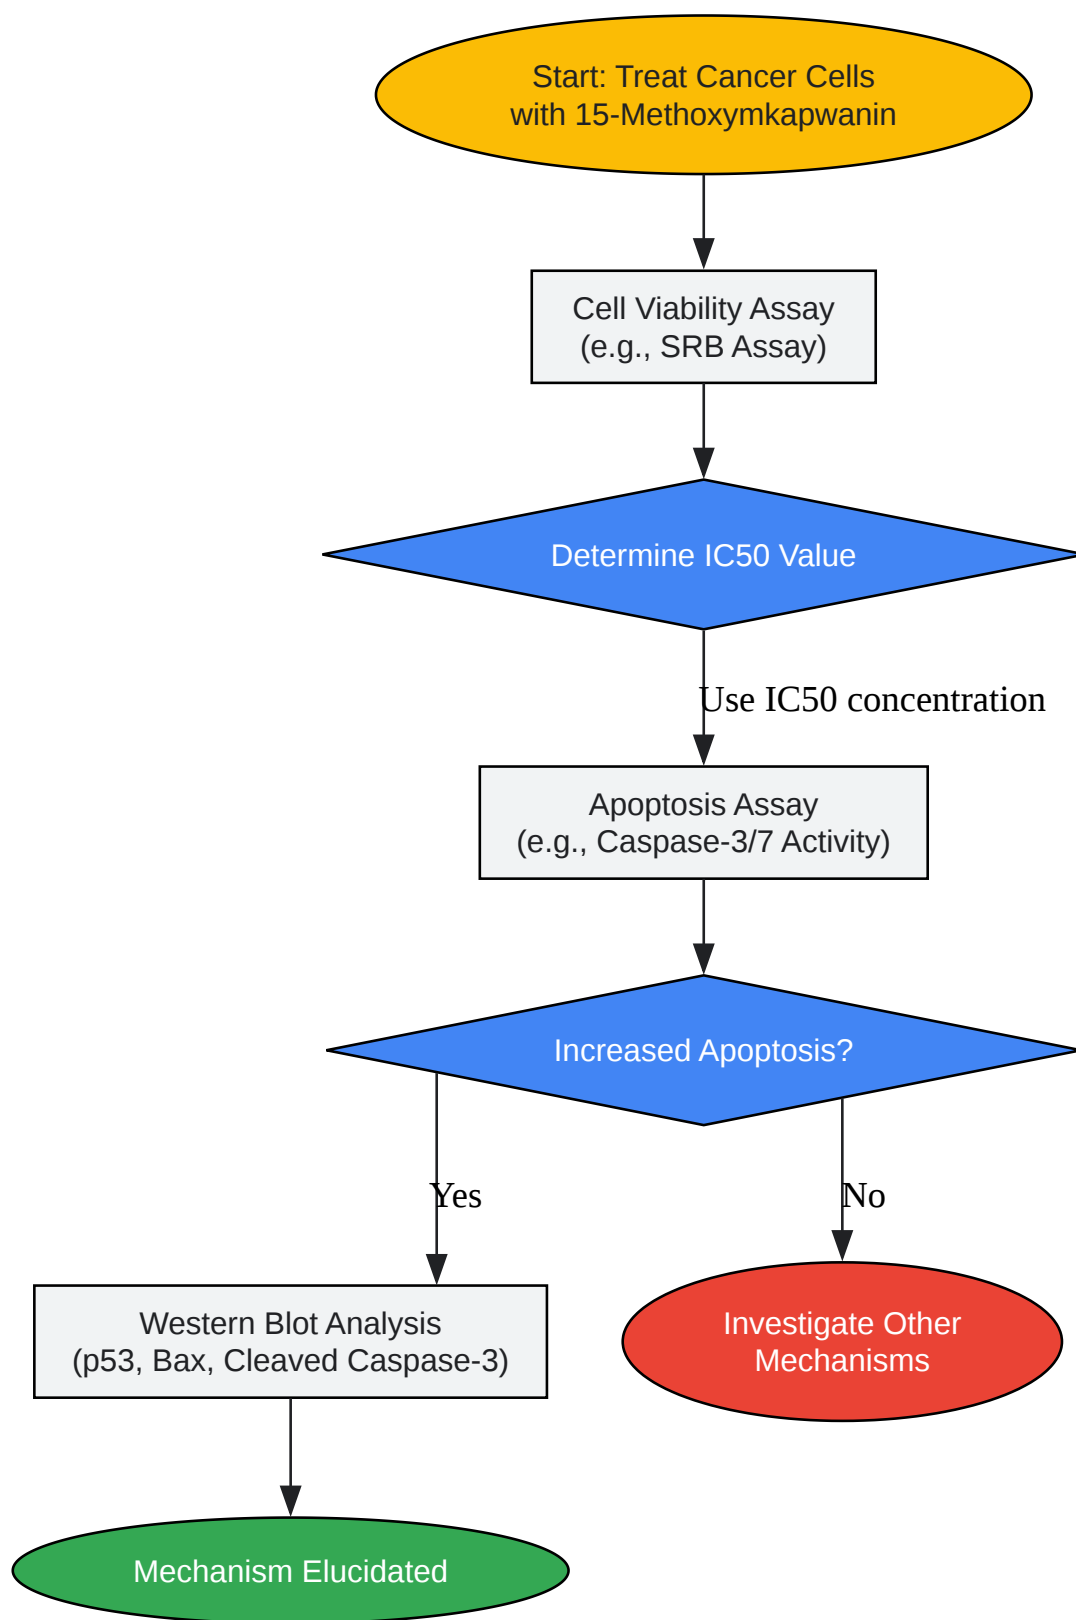 Start: Treat Cancer Cells
with 15-Methoxymkapwanin
Cell Viability Assay
(e.g., SRB Assay)
Determine IC50 Value
Use IC50 concentration
Apoptosis Assay
(e.g., Caspase-3/7 Activity)
Increased Apoptosis?
Yes
No
Western Blot Analysis
(p53, Bax, Cleaved Caspase-3)
Investigate Other
Mechanisms
Mechanism Elucidated